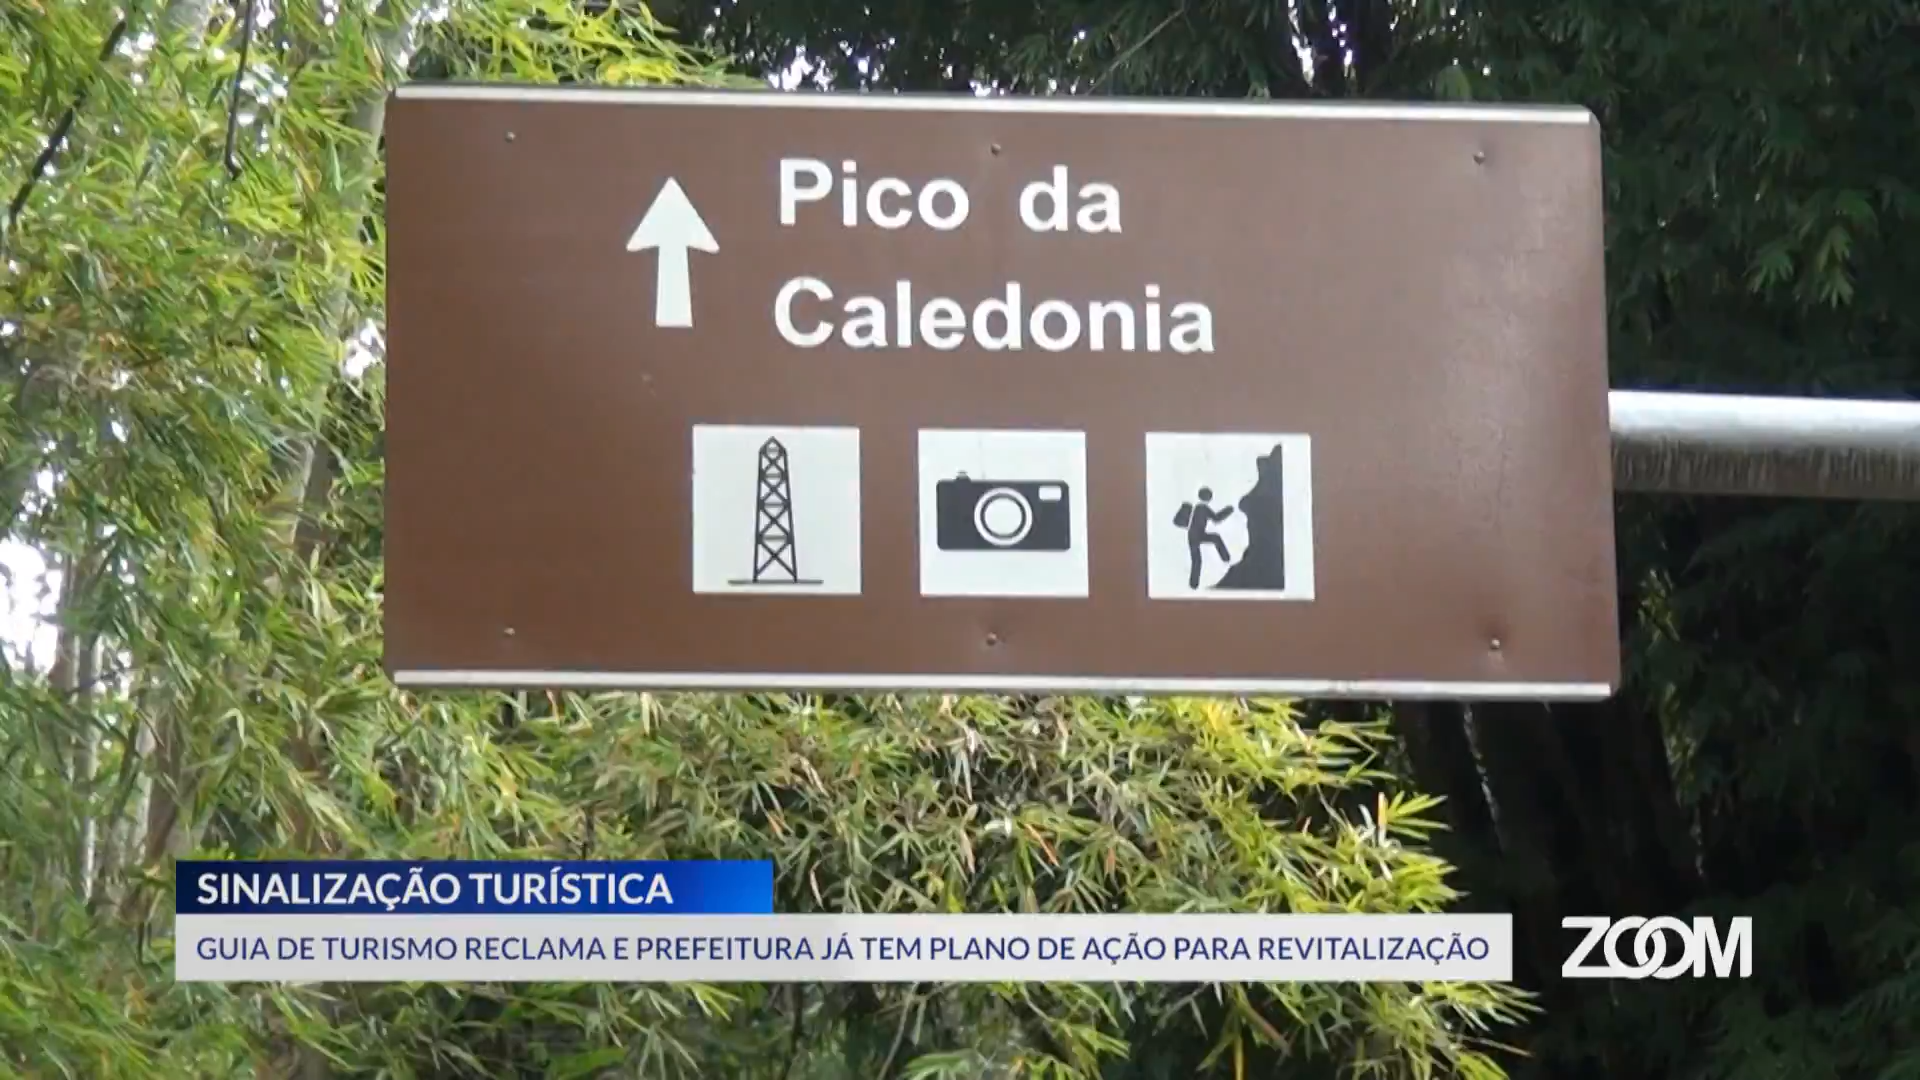 Pico da
Caledonia
SINALIZAÇÃO TURÍSTICA
GUIA DE TURISMO RECLAMA E PREFEITURA JÁ TEM PLANO DE AÇÃO PARA REVITALIZAÇÃO
ZOOM